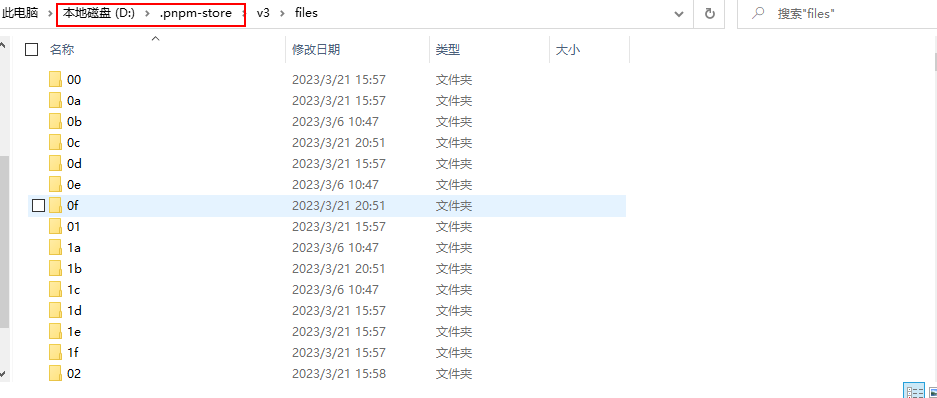 此电脑 > 本地磁盘 (D:) > .pnpm-store > v3 > files 搜索"files"
名称 修改日期 类型 大小
00 2023/3/21 15:57 文件夹
0a 2023/3/21 15:57 文件夹
0b 2023/3/6 10:47 文件夹
0c 2023/3/21 20:51 文件夹
0d 2023/3/21 15:57 文件夹
0e 2023/3/6 10:47 文件夹
0f 2023/3/21 20:51 文件夹
01 2023/3/21 15:57 文件夹
1a 2023/3/6 10:47 文件夹
1b 2023/3/21 20:51 文件夹
1c 2023/3/6 10:47 文件夹
1d 2023/3/21 15:57 文件夹
1e 2023/3/21 15:57 文件夹
1f 2023/3/21 15:57 文件夹
02 2023/3/21 15:58 文件夹